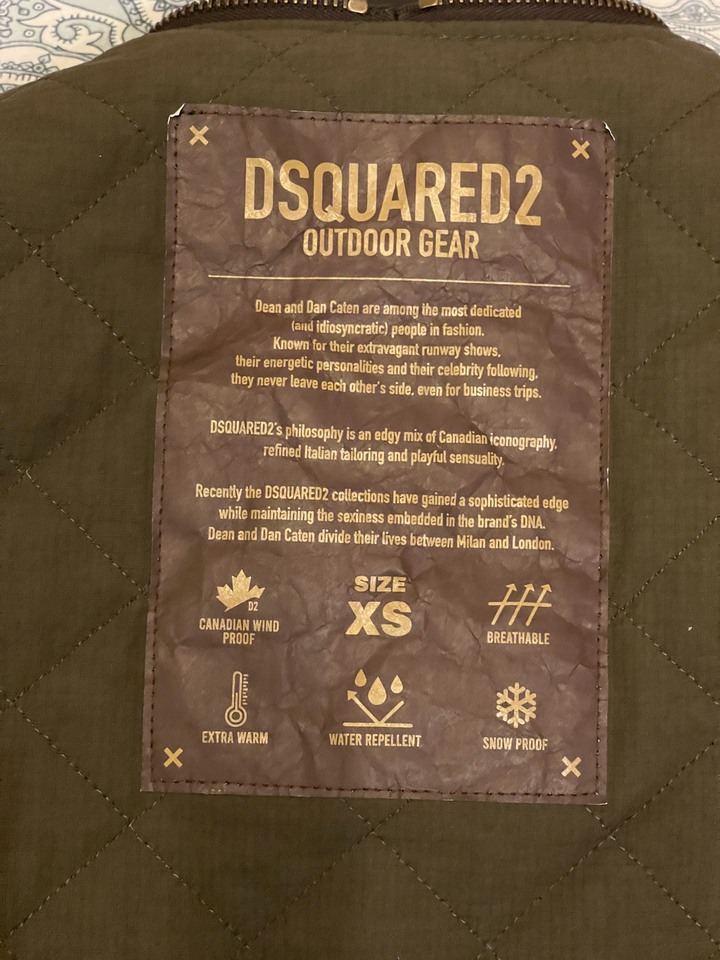 DSQUARED2
OUTDOOR GEAR
Dean and Dan Caten are among the most dedicated
(and idiosyncratic) people in fashion.
Known for their extravagant runway shows,
their energetic personalities and their celebrity following,
they never leave each other's side, even for business trips.
DSQUARED2's philosophy is an edgy mix of Canadian iconography,
refined Italian tailoring and playful sensuality.
Recently the DSQUARED2 collections have gained a sophisticated edge
while maintaining the sexiness embedded in the brand's DNA.
Dean and Dan Caten divide their lives between Milan and London.
D2
CANADIAN WIND
PROOF
SIZE
XS
BREATHABLE
EXTRA WARM
WATER REPELLENT
SNOW PROOF